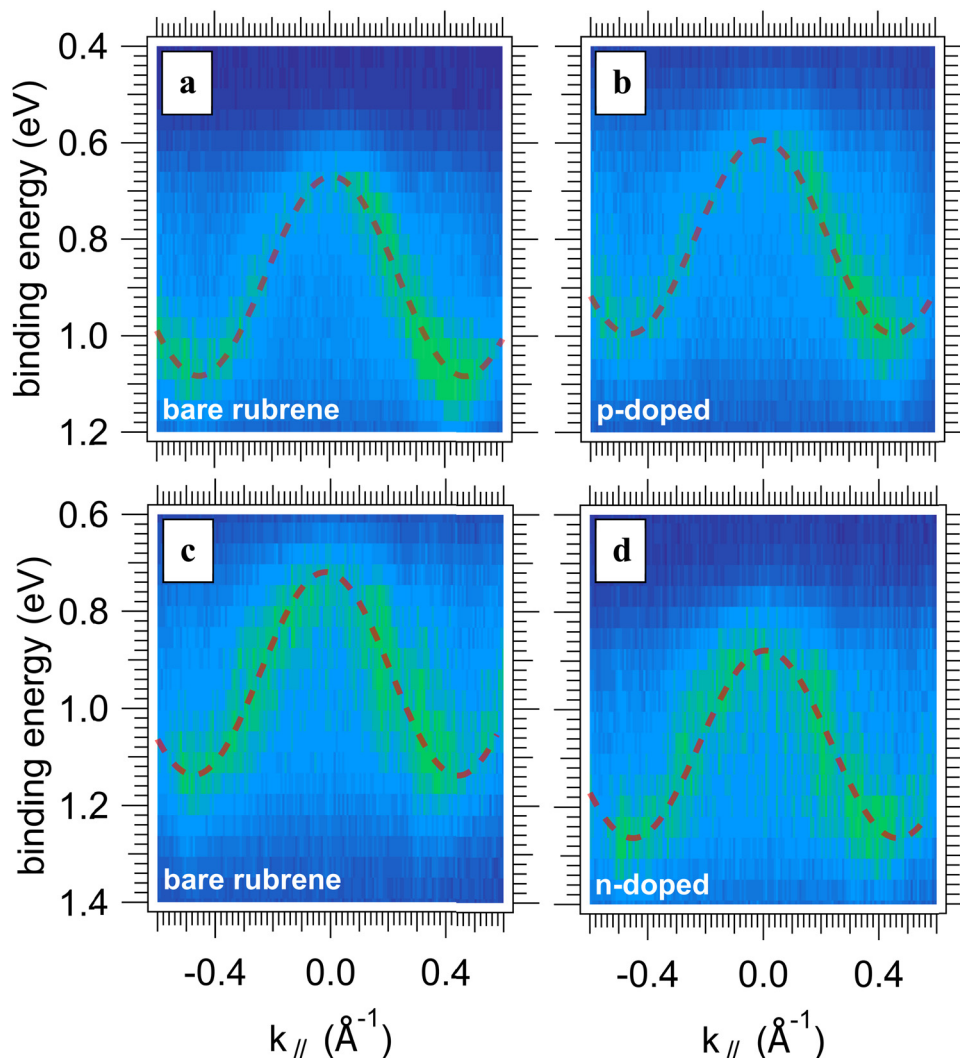 a
b
binding energy (eV)
0.4
0.6
0.8
1.0
1.2
bare rubrene
p-doped
c
d
binding energy (eV)
0.6
0.8
1.0
1.2
1.4
bare rubrene
n-doped
-0.4 0.0 0.4
-0.4 0.0 0.4
k// (Å⁻¹)
k// (Å⁻¹)